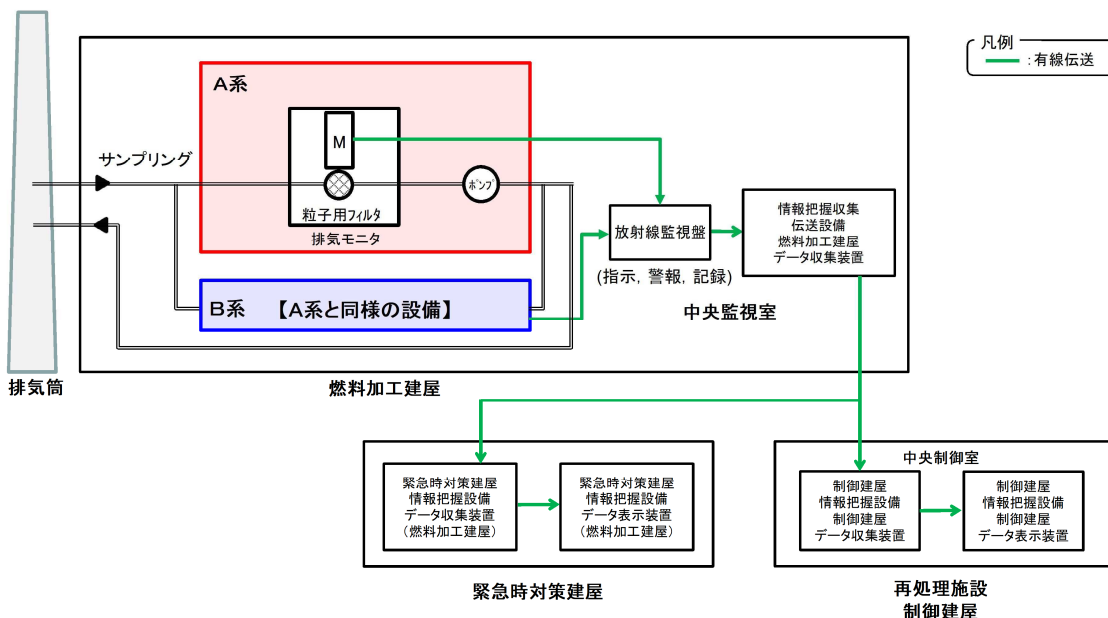 凡例
:有線伝送
A系
M
サンプリング
ポンプ
粒子用フィルタ
排気モニタ
放射線監視盤
(指示, 警報, 記録)
情報把握収集
伝送設備
燃料加工建屋
データ収集装置
中央監視室
B系 【A系と同様の設備】
排気筒
燃料加工建屋
緊急時対策建屋
情報把握設備
データ収集装置
(燃料加工建屋)
緊急時対策建屋
情報把握設備
データ表示装置
(燃料加工建屋)
緊急時対策建屋
中央制御室
制御建屋
情報把握設備
制御建屋
データ収集装置
制御建屋
情報把握設備
制御建屋
データ表示装置
再処理施設
制御建屋